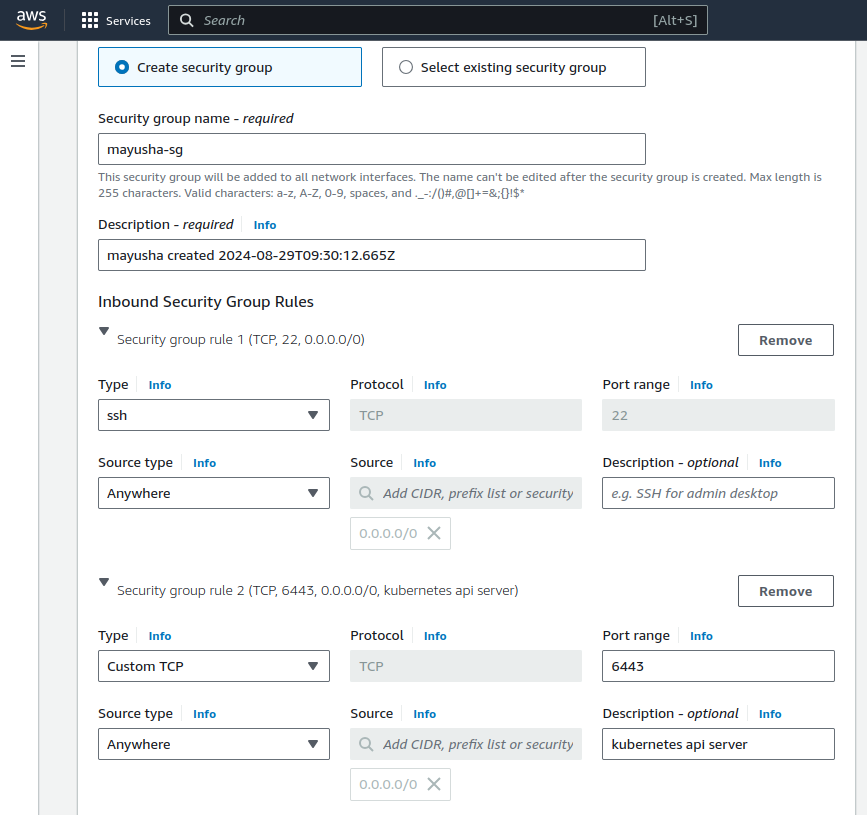 aws Services Search [Alt+S]
Create security group Select existing security group
Security group name - required
mayusha-sg
This security group will be added to all network interfaces. The name can't be edited after the security group is created. Max length is
255 characters. Valid characters: a-z, A-Z, 0-9, spaces, and ._-:/()#,@[]+=&;{}!$*
Description - required Info
mayusha created 2024-08-29T09:30:12.665Z
Inbound Security Group Rules
Security group rule 1 (TCP, 22, 0.0.0.0/0) Remove
Type Info Protocol Info Port range Info
ssh TCP 22
Source type Info Source Info Description - optional Info
Anywhere Add CIDR, prefix list or security e.g. SSH for admin desktop
0.0.0.0/0
Security group rule 2 (TCP, 6443, 0.0.0.0/0, kubernetes api server) Remove
Type Info Protocol Info Port range Info
Custom TCP TCP 6443
Source type Info Source Info Description - optional Info
Anywhere Add CIDR, prefix list or security kubernetes api server
0.0.0.0/0